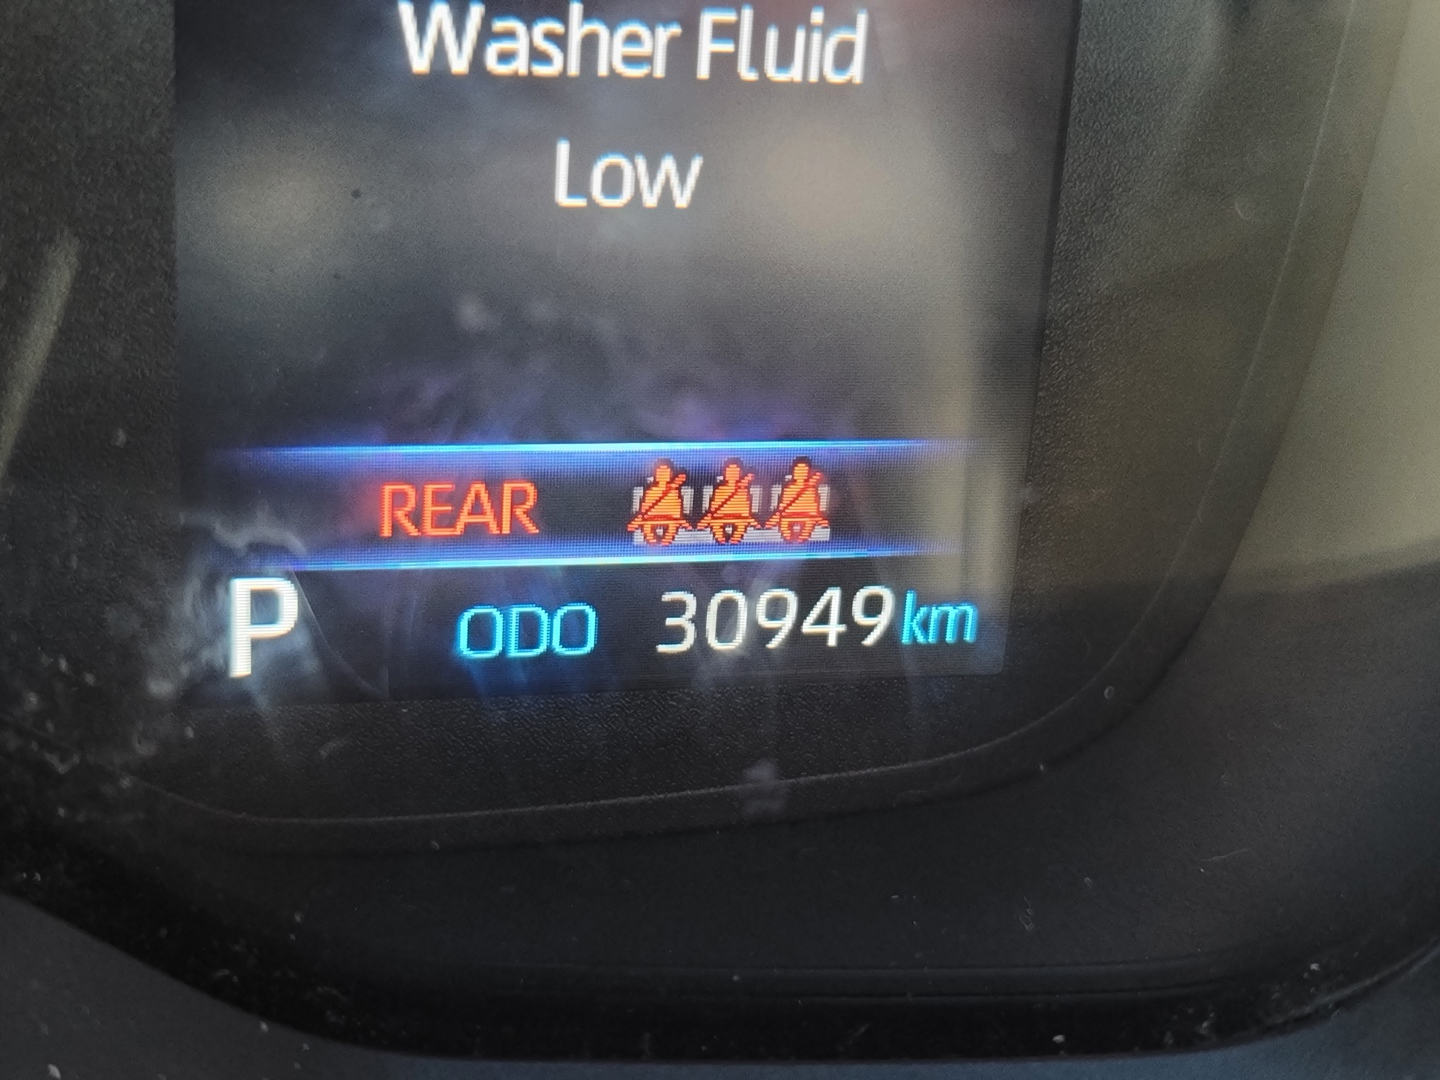 Washer Fluid
Low
REAR
P ODO 30949 km